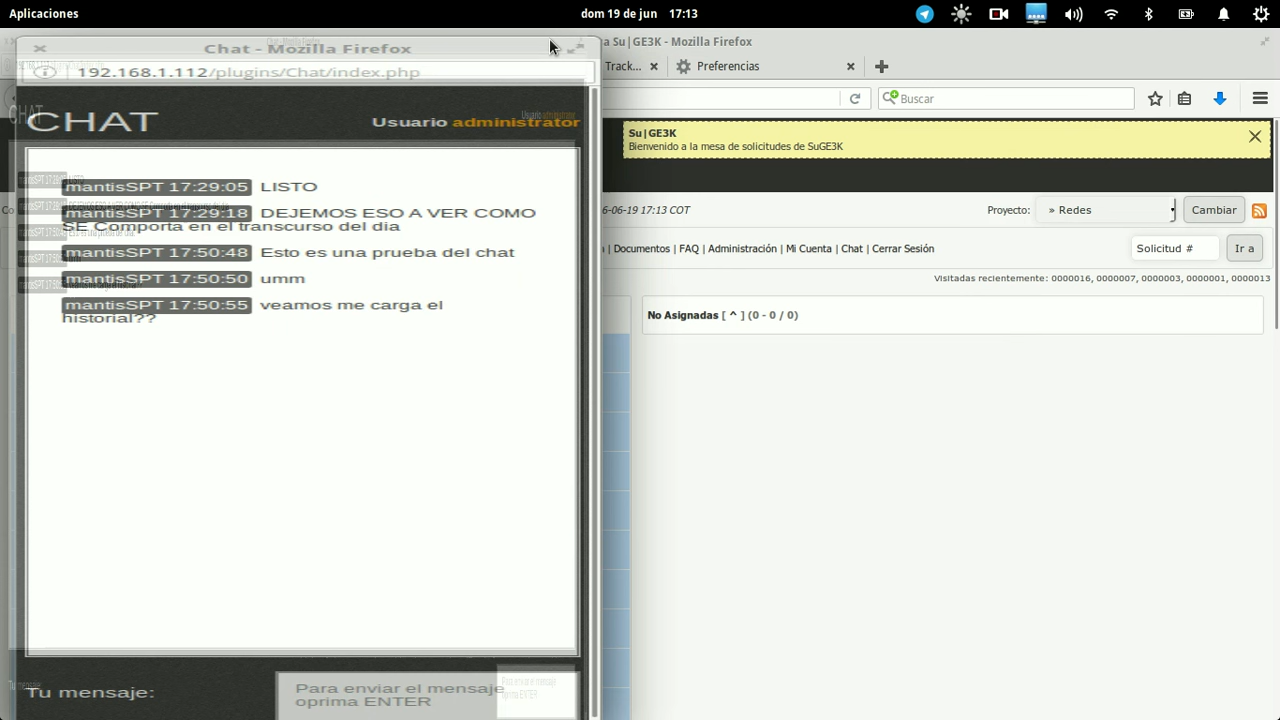 Aplicaciones
dom 19 de jun 17:13
Chat - Mozilla Firefox
a Su|GE3K - Mozilla Firefox
192.168.1.112/plugins/Chat/index.php
Track...
Preferencias
Buscar
CHAT
Usuario administrator
Su|GE3K
Bienvenido a la mesa de solicitudes de SuGE3K
mantisSPT 17:29:05 LISTO
mantisSPT 17:29:18 DEJEMOS ESO A VER COMO
SE Comporta en el transcurso del dia
mantisSPT 17:50:48 Esto es una prueba del chat
mantisSPT 17:50:50 umm
mantisSPT 17:50:55 veamos me carga el
historial??
6-06-19 17:13 COT
Proyecto:
» Redes
Cambiar
| Documentos | FAQ | Administración | Mi Cuenta | Chat | Cerrar Sesión
Solicitud #
Ir a
Visitadas recientemente: 0000016, 0000007, 0000003, 0000001, 0000013
No Asignadas [ ^ ] (0 - 0 / 0)
Tu mensaje:
Para enviar el mensaje
oprima ENTER